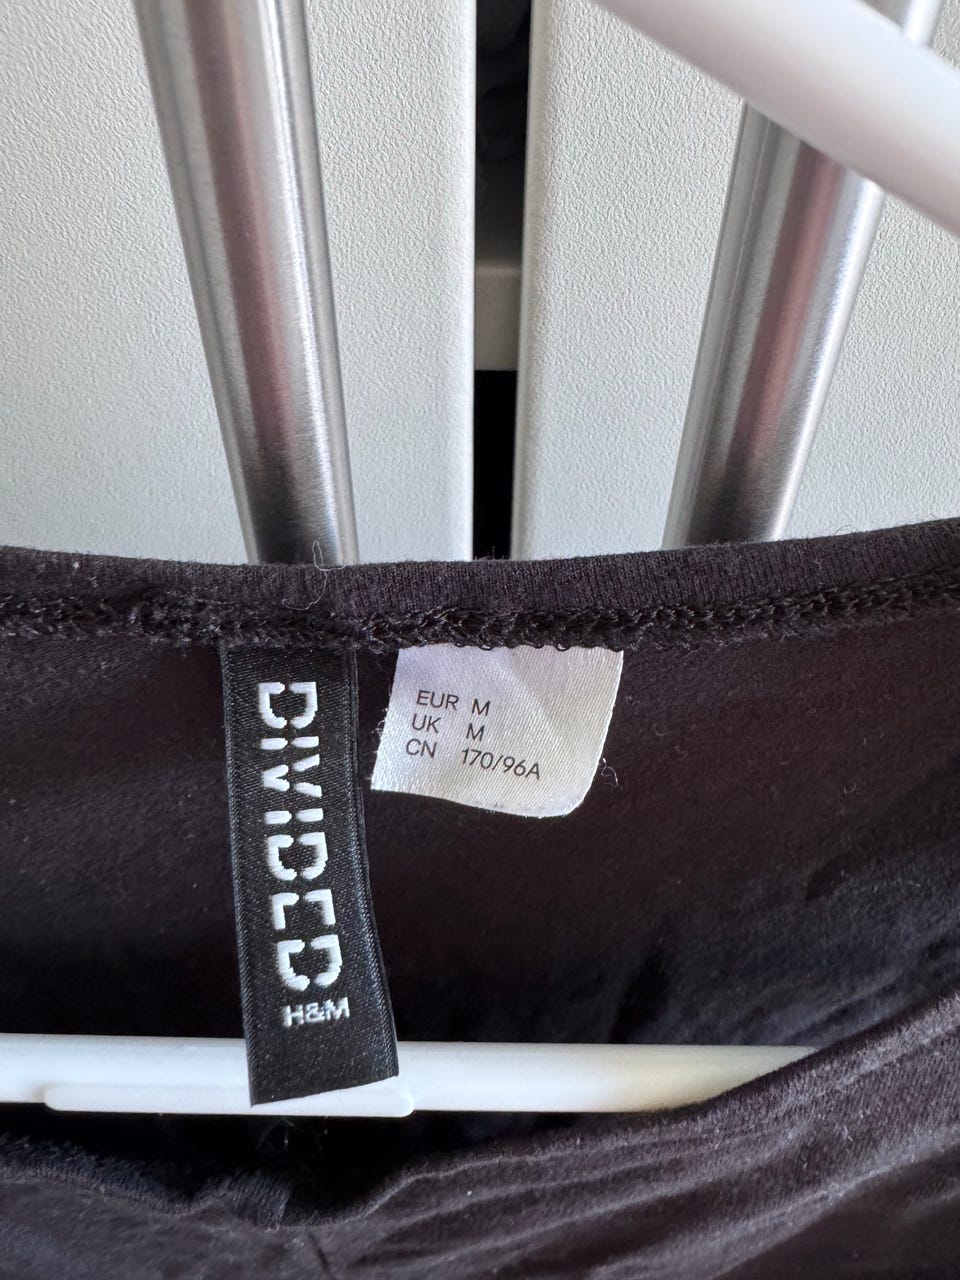 DIVIDED
H&M
EUR M
UK M
CN 170/96A